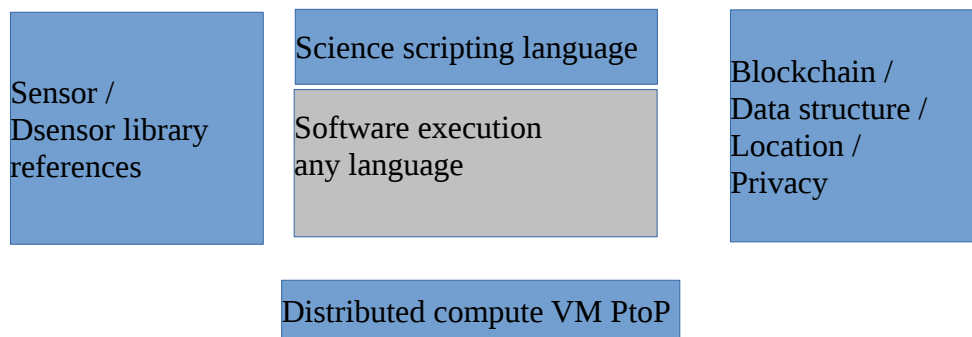 Sensor /
Dsensor library
references
Science scripting language
Software execution
any language
Blockchain /
Data structure /
Location /
Privacy
Distributed compute VM PtoP